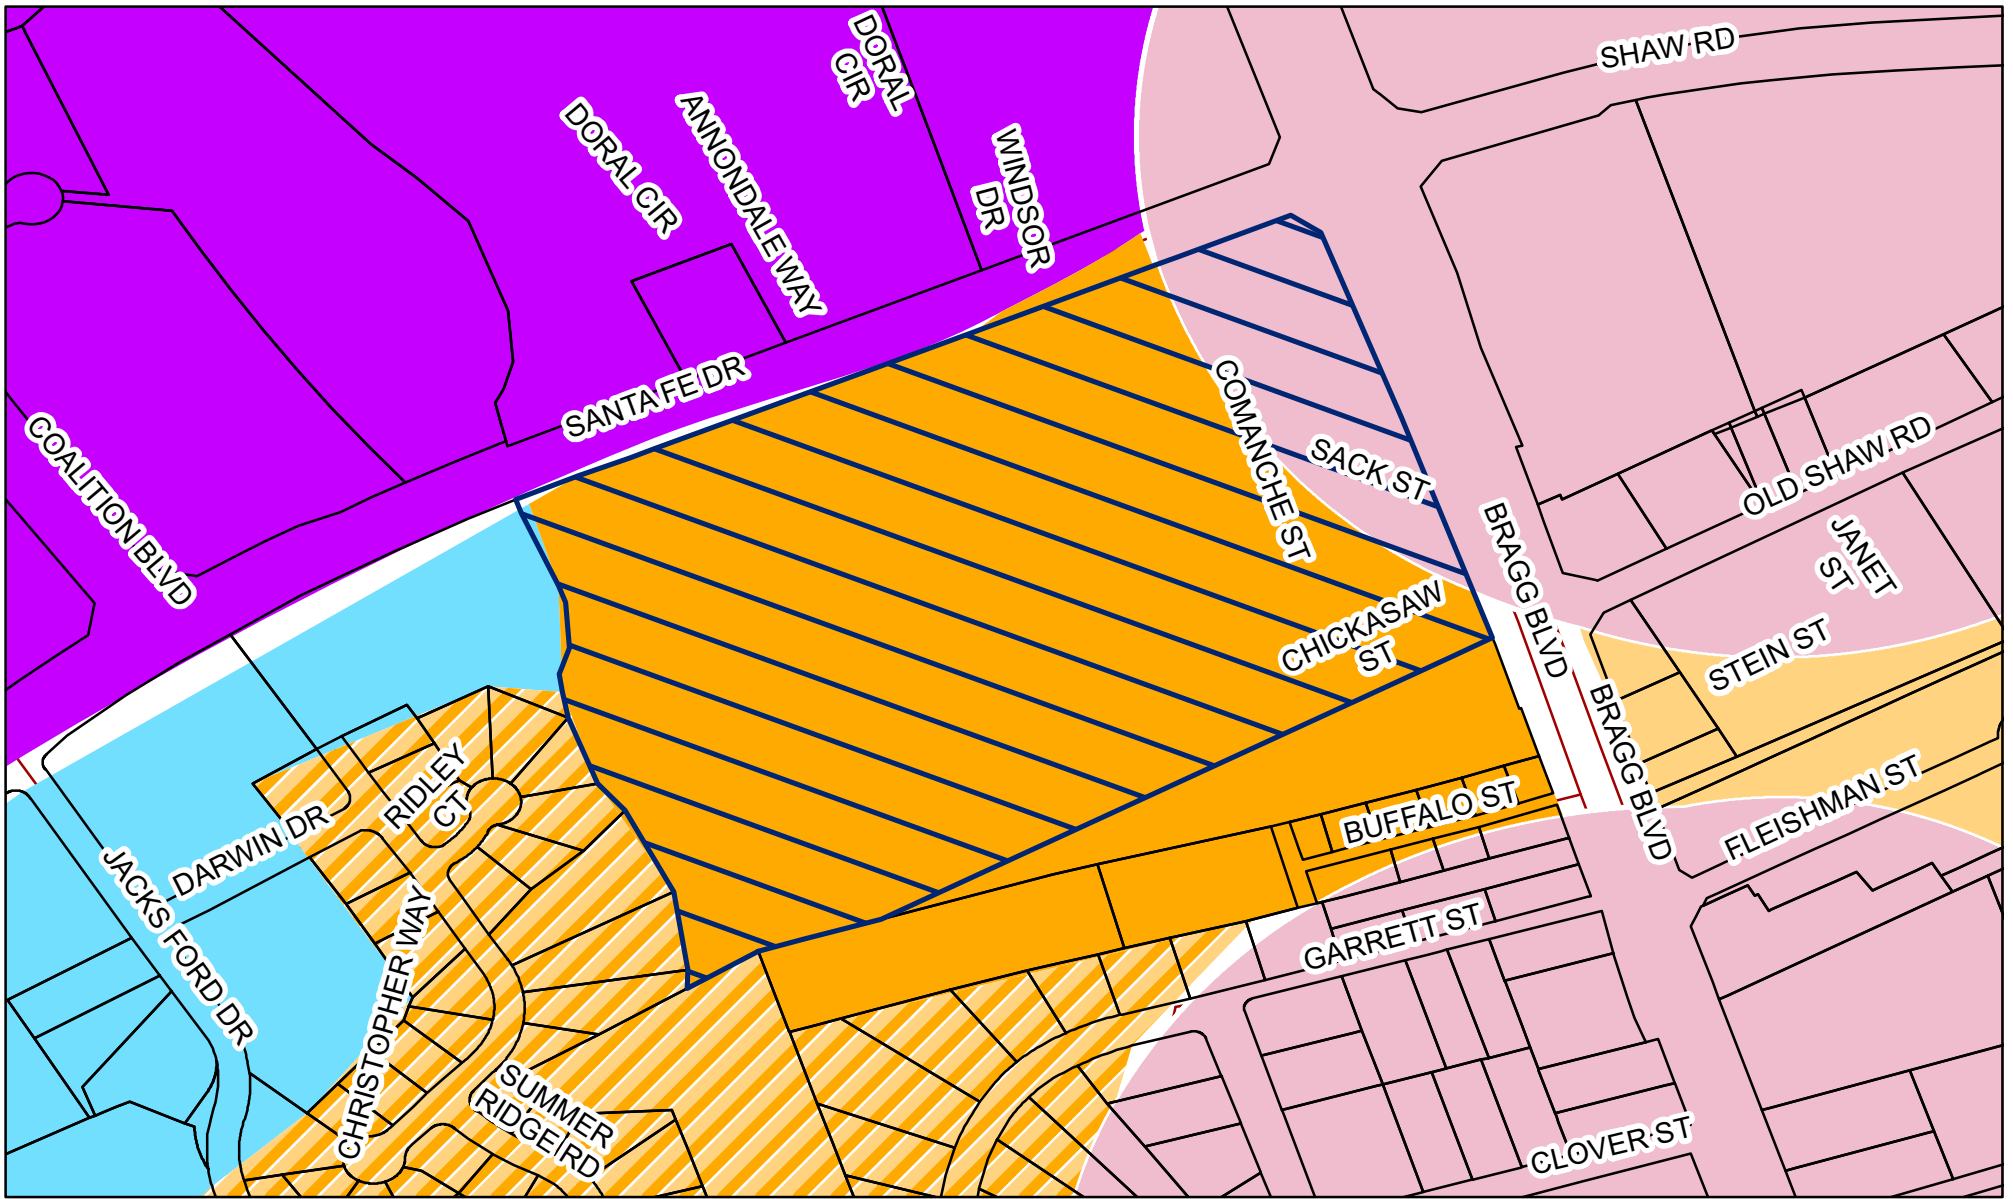 SHAW RD
DORAL
CIR
DORAL CIR
ANNONDALE WAY
WINDSOR
DR
SANTA FE DR
COALITION BLVD
COMANCHE ST
SACK ST
OLD SHAW RD
BRAGG BLVD
JANET
ST
CHICKASAW
ST
STEIN ST
BRAGG BLVD
RIDLEY
CT
BUFFALO ST
FLEISHMAN ST
DARWIN DR
JACKS FORD DR
CHRISTOPHER WAY
GARRETT ST
SUMMER
RIDGE RD
CLOVER ST